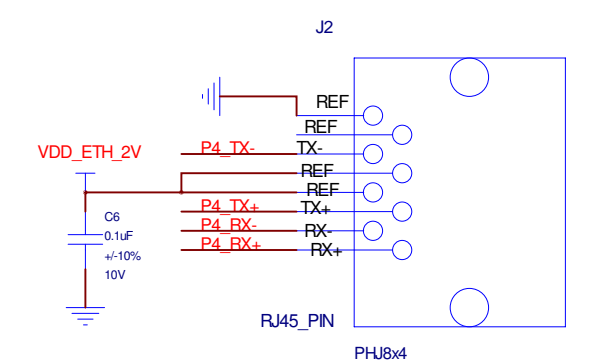 J2
REF
REF
VDD_ETH_2V
P4_TX-
TX-
REF
REF
P4_TX+
TX+
C6
P4_RX-
RX-
0.1uF
P4_RX+
RX+
+/-10%
10V
RJ45_PIN
PHJ8x4